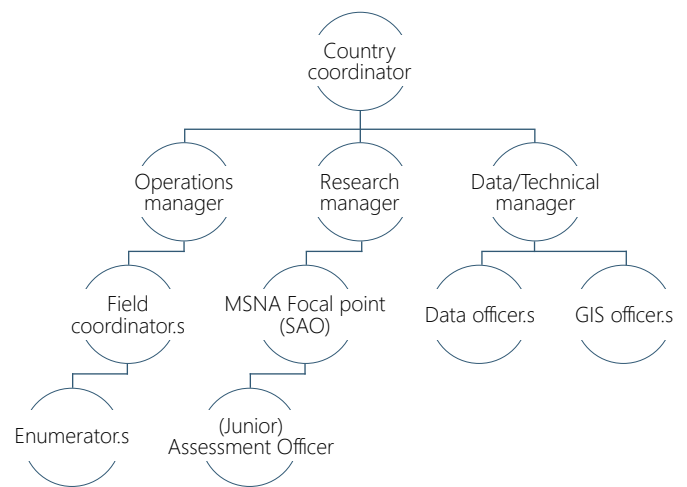 Country
coordinator
Operations
manager
Research
manager
Data/Technical
manager
Field
coordinator.s
MSNA Focal point
(SAO)
Data officer.s
GIS officer.s
Enumerator.s
(Junior)
Assessment Officer